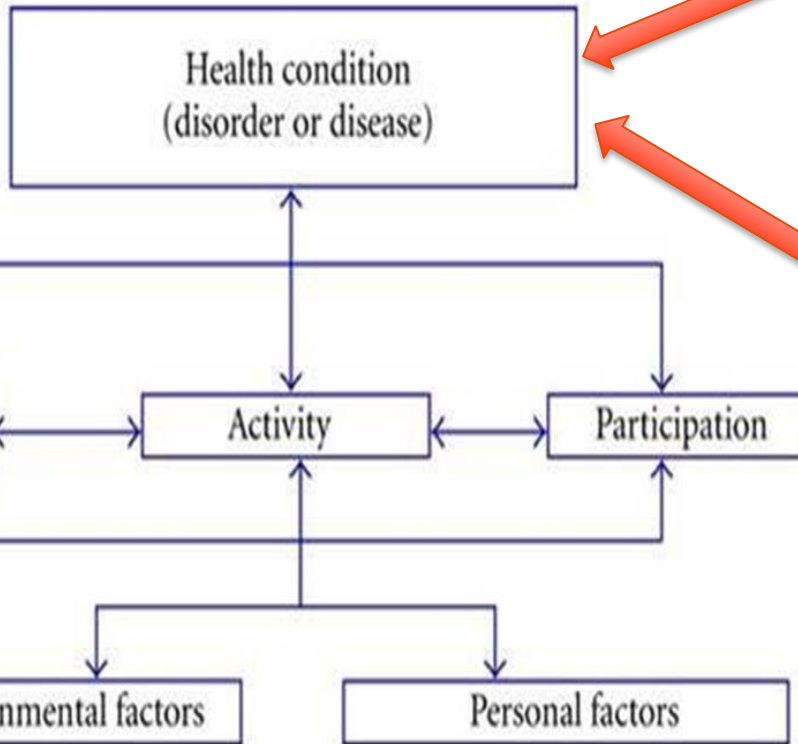 Health condition
(disorder or disease)
Activity
Participation
nmental factors
Personal factors